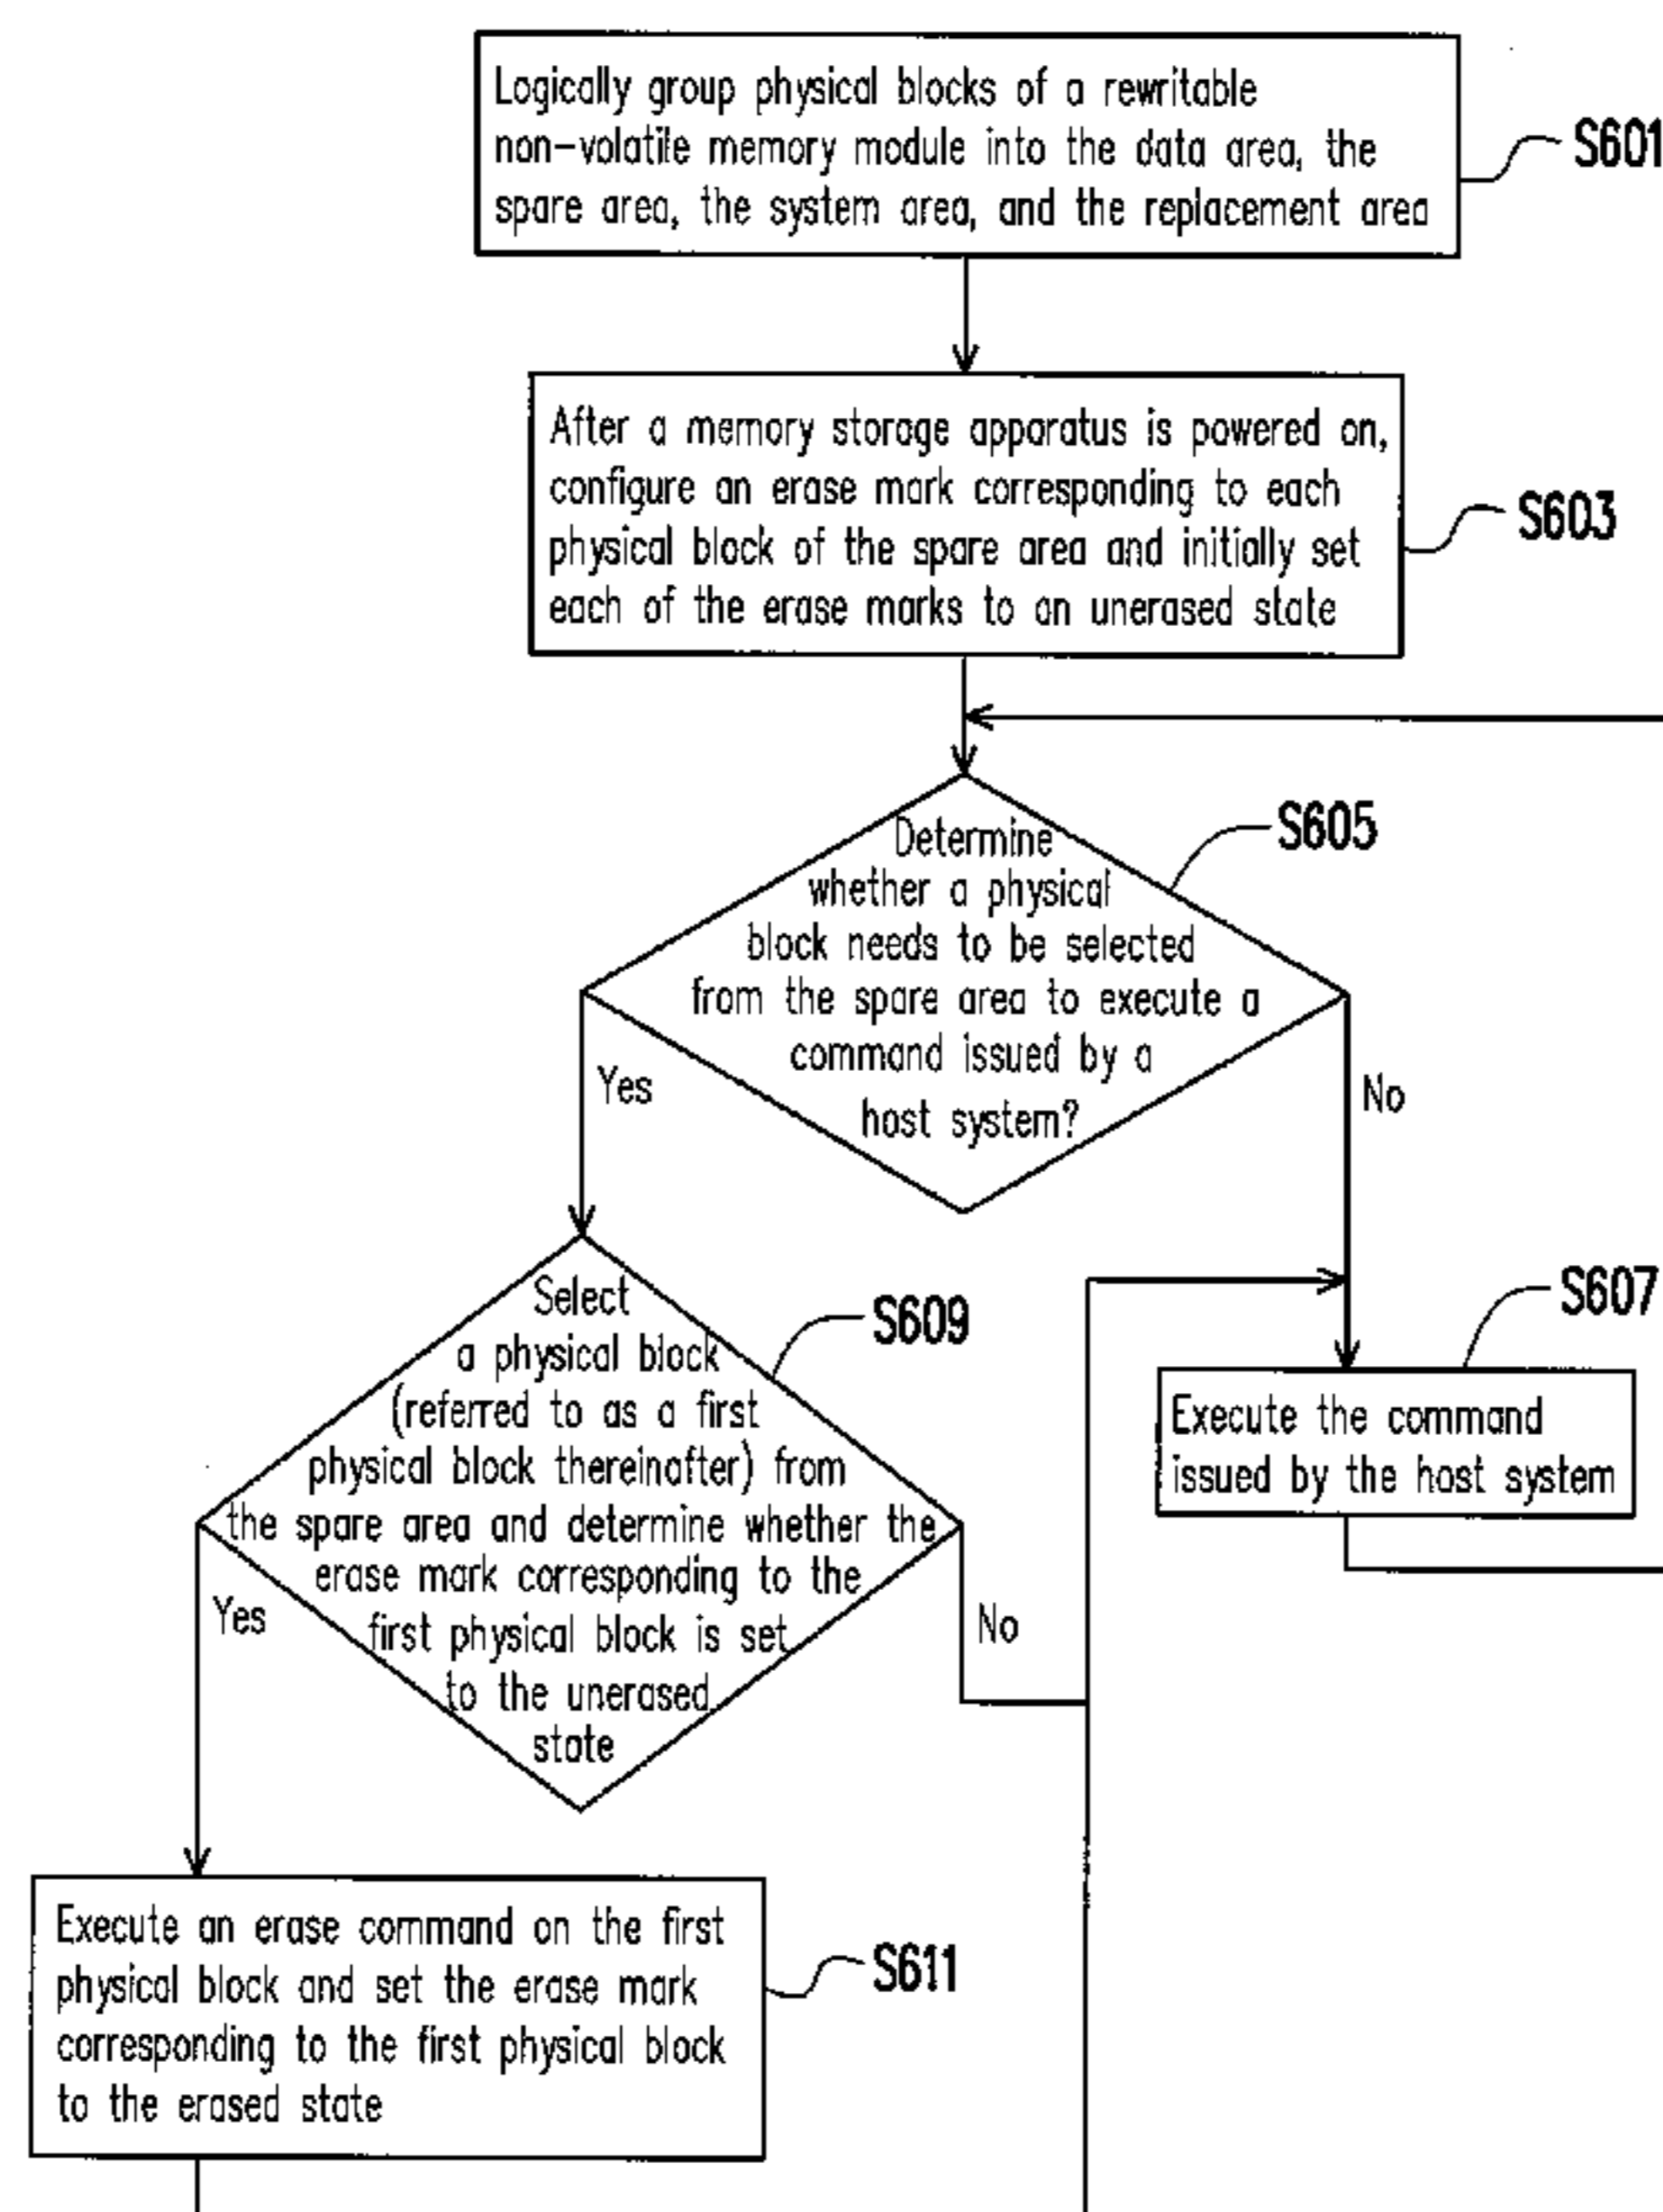 Logically group physical blocks of a rewritable
non-volatile memory module into the data area, the
spare area, the system area, and the replacement area
S601
After a memory storage apparatus is powered on,
configure an erase mark corresponding to each
physical block of the spare area and initially set
each of the erase marks to an unerased state
S603
Determine
whether a physical
block needs to be selected
from the spare area to execute a
command issued by a
host system?
S605
Yes
No
Select
a physical block
(referred to as a first
physical block thereinafter) from
the spare area and determine whether the
erase mark corresponding to the
first physical block is set
to the unerased
state
S609
S607
Execute the command
issued by the host system
Yes
No
Execute an erase command on the first
physical block and set the erase mark
corresponding to the first physical block
to the erased state
S611